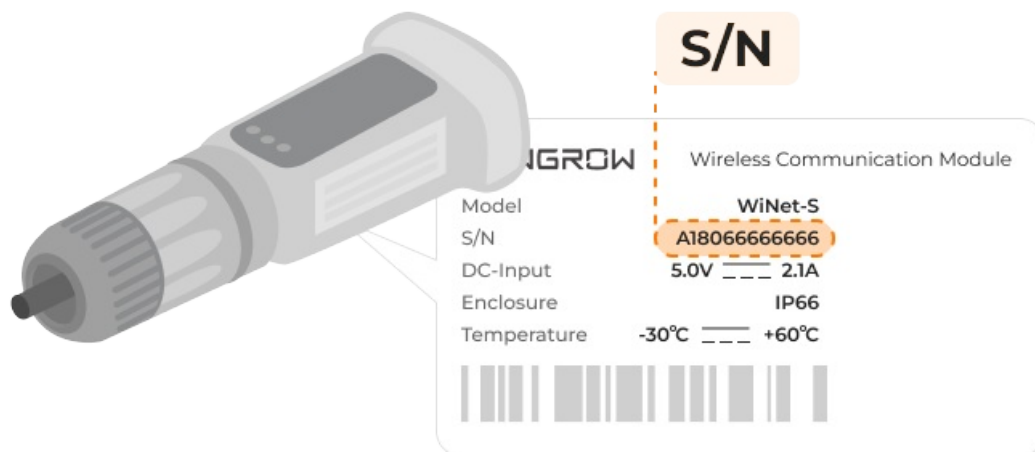 S/N
NGROW Wireless Communication Module
Model WiNet-S
S/N A18066666666
DC-Input 5.0V 2.1A
Enclosure IP66
Temperature -30℃ +60℃